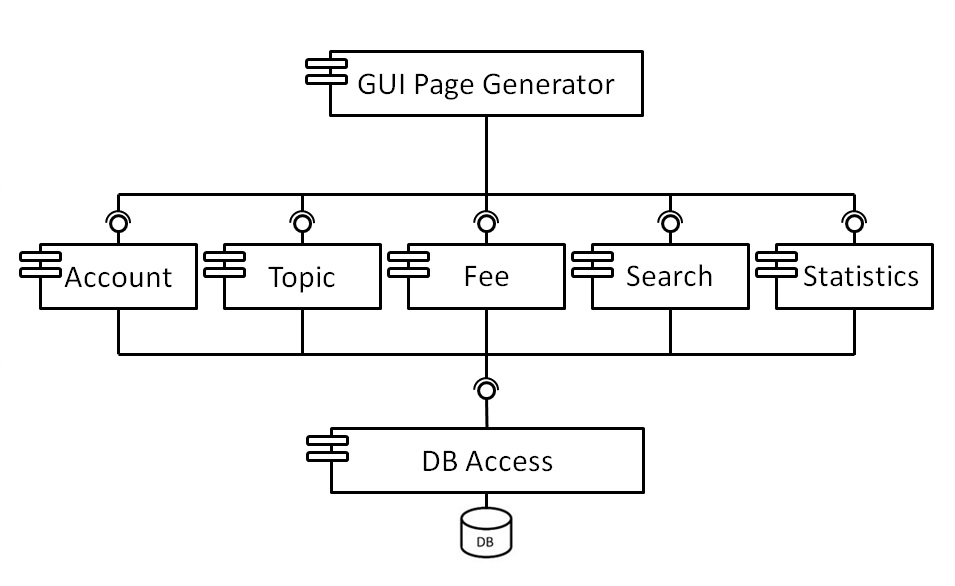 GUI Page Generator
Account
Topic
Fee
Search
Statistics
DB Access
DB